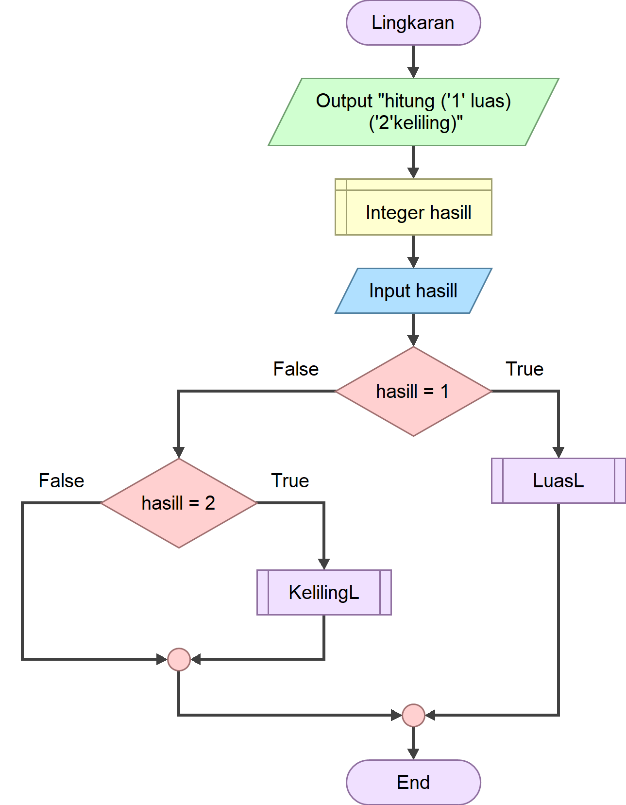 Lingkaran
Output "hitung ('1' luas)
('2'keliling)"
Integer hasill
Input hasill
False
hasill = 1
True
False
hasill = 2
True
LuasL
KelilingL
End